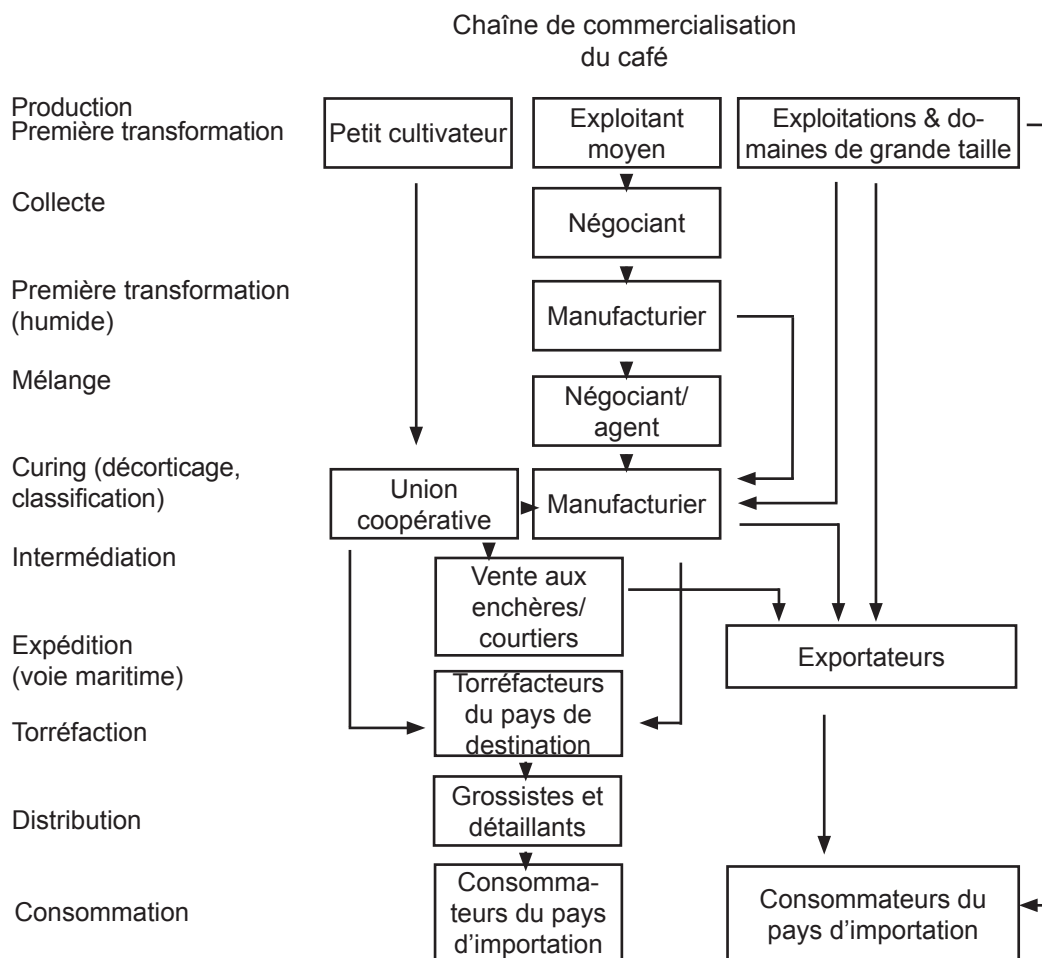 Chaîne de commercialisation
du café
Production
Première transformation
Petit cultivateur
Exploitant
moyen
Exploitations & do-
maines de grande taille
Collecte
Négociant
Première transformation
(humide)
Manufacturier
Mélange
Négociant/
agent
Curing (décorticage,
classification)
Union
coopérative
Manufacturier
Intermédiation
Vente aux
enchères/
courtiers
Expédition
(voie maritime)
Exportateurs
Torréfaction
Torréfacteurs
du pays de
destination
Distribution
Grossistes et
détaillants
Consommation
Consomma-
teurs du pays
d'importation
Consommateurs du
pays d'importation